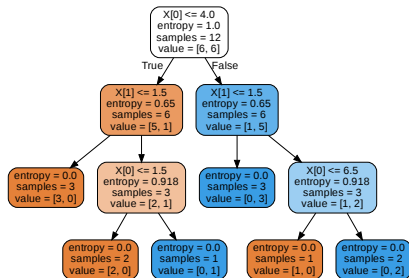 X[0] <= 4.0
entropy = 1.0
samples = 12
value = [6, 6]
True
False
X[1] <= 1.5
entropy = 0.65
samples = 6
value = [5, 1]
X[1] <= 1.5
entropy = 0.65
samples = 6
value = [1, 5]
entropy = 0.0
samples = 3
value = [3, 0]
X[0] <= 1.5
entropy = 0.918
samples = 3
value = [2, 1]
entropy = 0.0
samples = 3
value = [0, 3]
X[0] <= 6.5
entropy = 0.918
samples = 3
value = [1, 2]
entropy = 0.0
samples = 2
value = [2, 0]
entropy = 0.0
samples = 1
value = [0, 1]
entropy = 0.0
samples = 1
value = [1, 0]
entropy = 0.0
samples = 2
value = [0, 2]